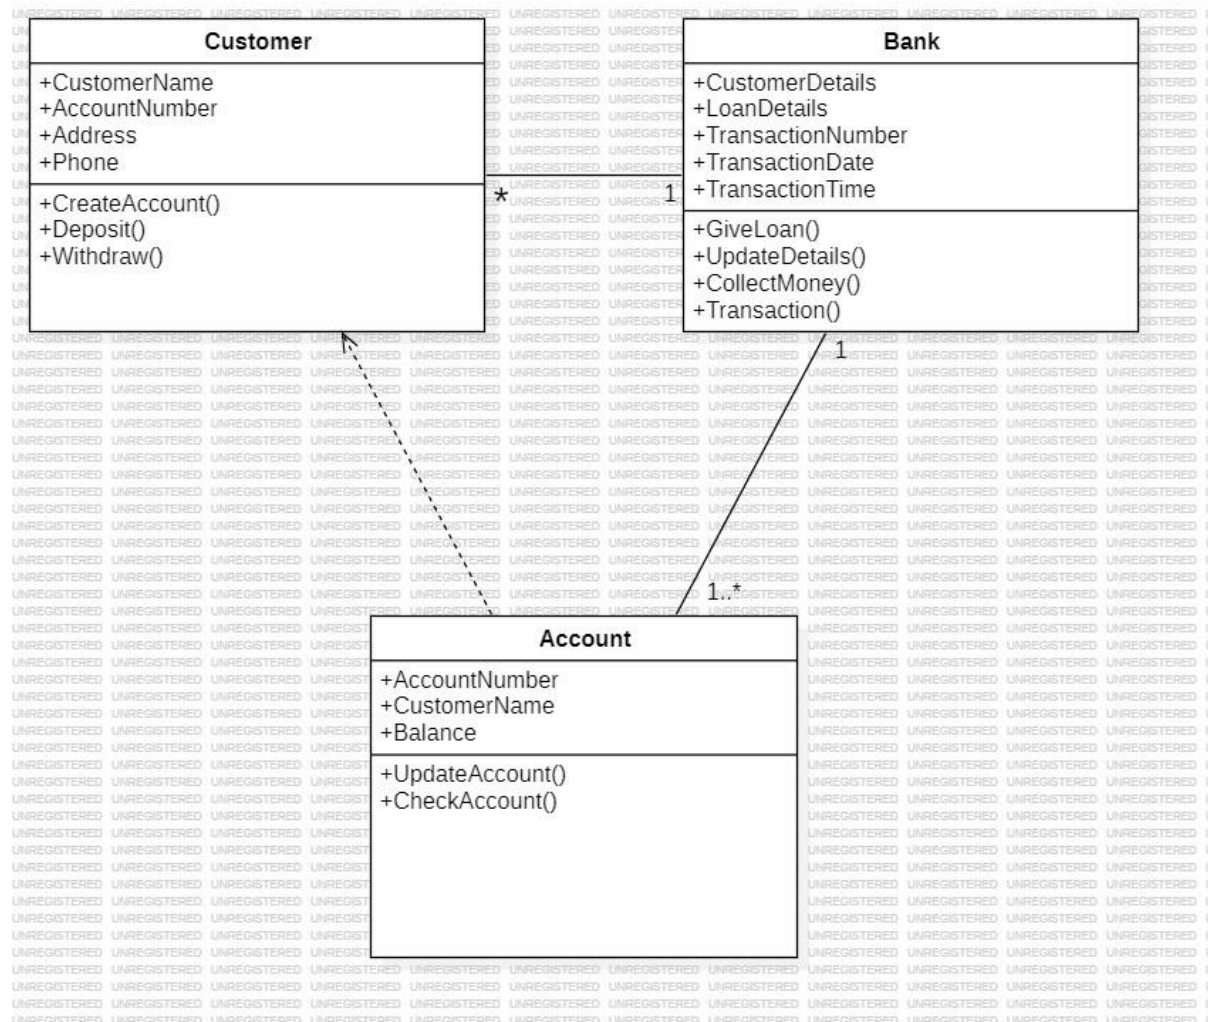 Customer
+CustomerName
+AccountNumber
+Address
+Phone
+CreateAccount()
+Deposit()
+Withdraw()
*
1
Bank
+CustomerDetails
+LoanDetails
+TransactionNumber
+TransactionDate
+TransactionTime
+GiveLoan()
+UpdateDetails()
+CollectMoney()
+Transaction()
1
1..*
Account
+AccountNumber
+CustomerName
+Balance
+UpdateAccount()
+CheckAccount()
UNREGISTERED